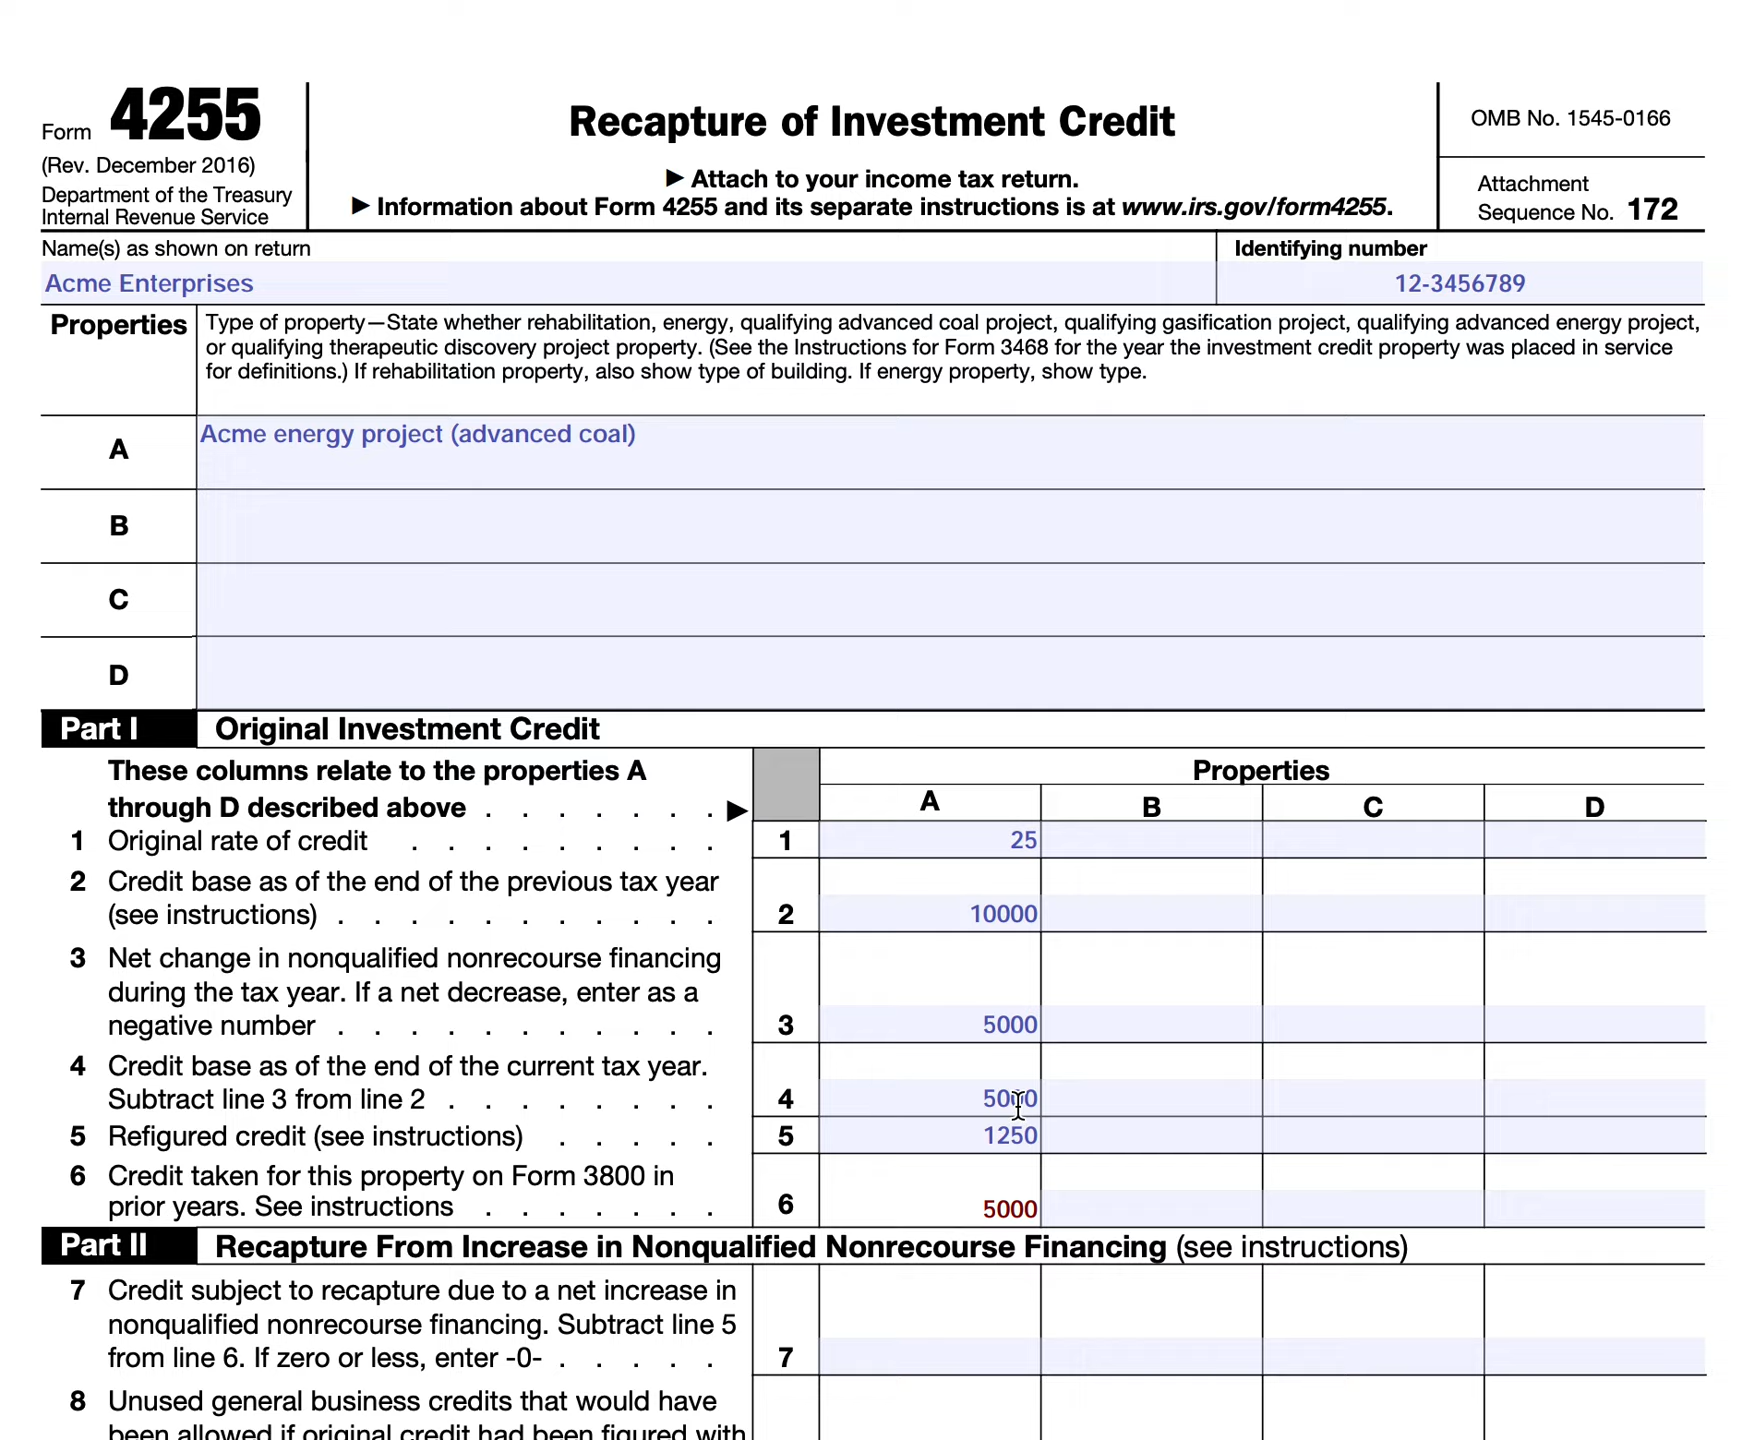 Form 4255
(Rev. December 2016)
Department of the Treasury
Internal Revenue Service
Recapture of Investment Credit
▶ Attach to your income tax return.
▶ Information about Form 4255 and its separate instructions is at www.irs.gov/form4255.
OMB No. 1545-0166
Attachment
Sequence No. 172
Name(s) as shown on return
Identifying number
Acme Enterprises
12-3456789
Properties
Type of property—State whether rehabilitation, energy, qualifying advanced coal project, qualifying gasification project, qualifying advanced energy project,
or qualifying therapeutic discovery project property. (See the Instructions for Form 3468 for the year the investment credit property was placed in service
for definitions.) If rehabilitation property, also show type of building. If energy property, show type.
A Acme energy project (advanced coal)
B
C
D
Part I Original Investment Credit
These columns relate to the properties A
through D described above . . . . . . . ▶
Properties
A B C D
1 Original rate of credit . . . . . . . . . 1 25
2 Credit base as of the end of the previous tax year
(see instructions) . . . . . . . . . . . 2 10000
3 Net change in nonqualified nonrecourse financing
during the tax year. If a net decrease, enter as a
negative number . . . . . . . . . . . 3 5000
4 Credit base as of the end of the current tax year.
Subtract line 3 from line 2 . . . . . . . . 4 5000
5 Refigured credit (see instructions) . . . . . 5 1250
6 Credit taken for this property on Form 3800 in
prior years. See instructions . . . . . . . 6 5000
Part II Recapture From Increase in Nonqualified Nonrecourse Financing (see instructions)
7 Credit subject to recapture due to a net increase in
nonqualified nonrecourse financing. Subtract line 5
from line 6. If zero or less, enter -0- . . . . . 7
8 Unused general business credits that would have
been allowed if original credit had been figured with